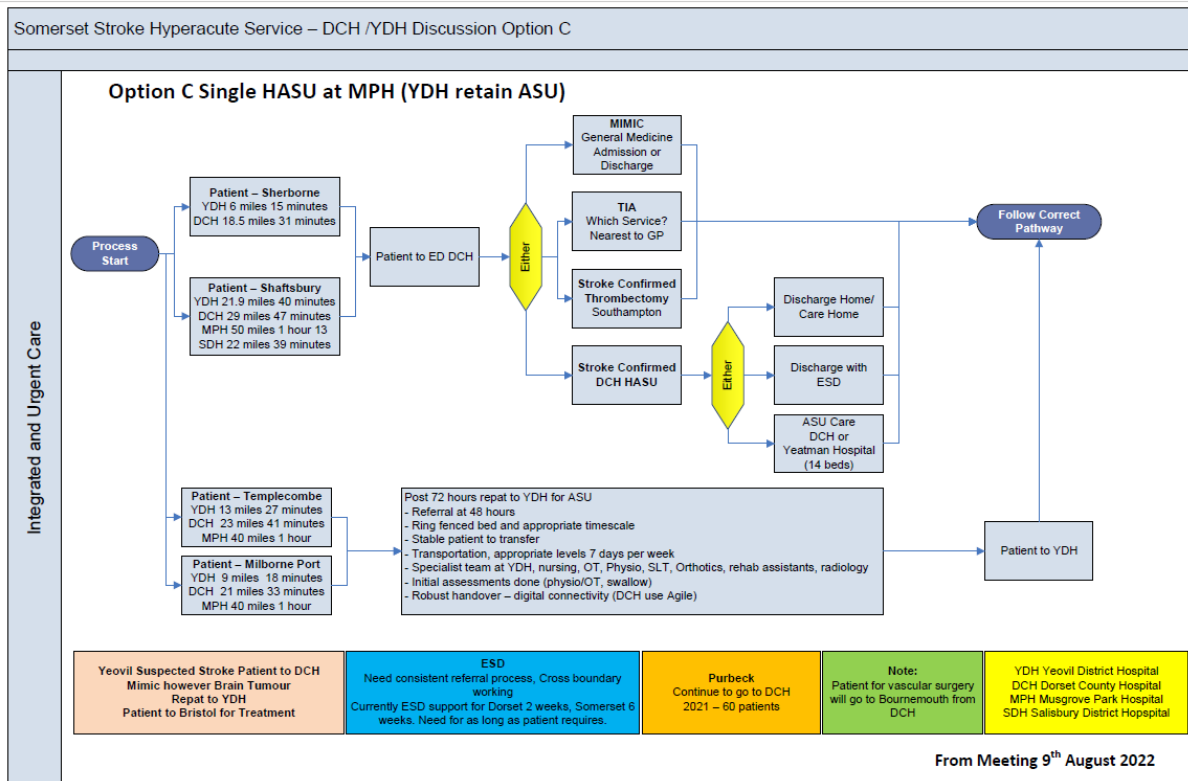 Somerset Stroke Hyperacute Service – DCH /YDH Discussion Option C
Integrated and Urgent Care
Option C Single HASU at MPH (YDH retain ASU)
Process
Start
Patient – Sherborne
YDH 6 miles 15 minutes
DCH 18.5 miles 31 minutes
Patient – Shaftsbury
YDH 21.9 miles 40 minutes
DCH 29 miles 47 minutes
MPH 50 miles 1 hour 13
SDH 22 miles 39 minutes
Patient to ED DCH
Either
MIMIC
General Medicine
Admission or
Discharge
TIA
Which Service?
Nearest to GP
Stroke Confirmed
Thrombectomy
Southampton
Stroke Confirmed
DCH HASU
Either
Discharge Home/
Care Home
Discharge with
ESD
ASU Care
DCH or
Yeatman Hospital
(14 beds)
Follow Correct
Pathway
Patient – Templecombe
YDH 13 miles 27 minutes
DCH 23 miles 41 minutes
MPH 40 miles 1 hour
Patient – Milborne Port
YDH 9 miles 18 minutes
DCH 21 miles 33 minutes
MPH 40 miles 1 hour
Post 72 hours repat to YDH for ASU
- Referral at 48 hours
- Ring fenced bed and appropriate timescale
- Stable patient to transfer
- Transportation, appropriate levels 7 days per week
- Specialist team at YDH, nursing, OT, Physio, SLT, Orthotics, rehab assistants, radiology
- Initial assessments done (physio/OT, swallow)
- Robust handover – digital connectivity (DCH use Agile)
Patient to YDH
Yeovil Suspected Stroke Patient to DCH
Mimic however Brain Tumour
Repat to YDH
Patient to Bristol for Treatment
ESD
Need consistent referral process, Cross boundary
working
Currently ESD support for Dorset 2 weeks, Somerset 6
weeks. Need for as long as patient requires.
Purbeck
Continue to go to DCH
2021 – 60 patients
Note:
Patient for vascular surgery
will go to Bournemouth from
DCH
YDH Yeovil District Hospital
DCH Dorset County Hospital
MPH Musgrove Park Hospital
SDH Salisbury District Hopspital
From Meeting 9th August 2022